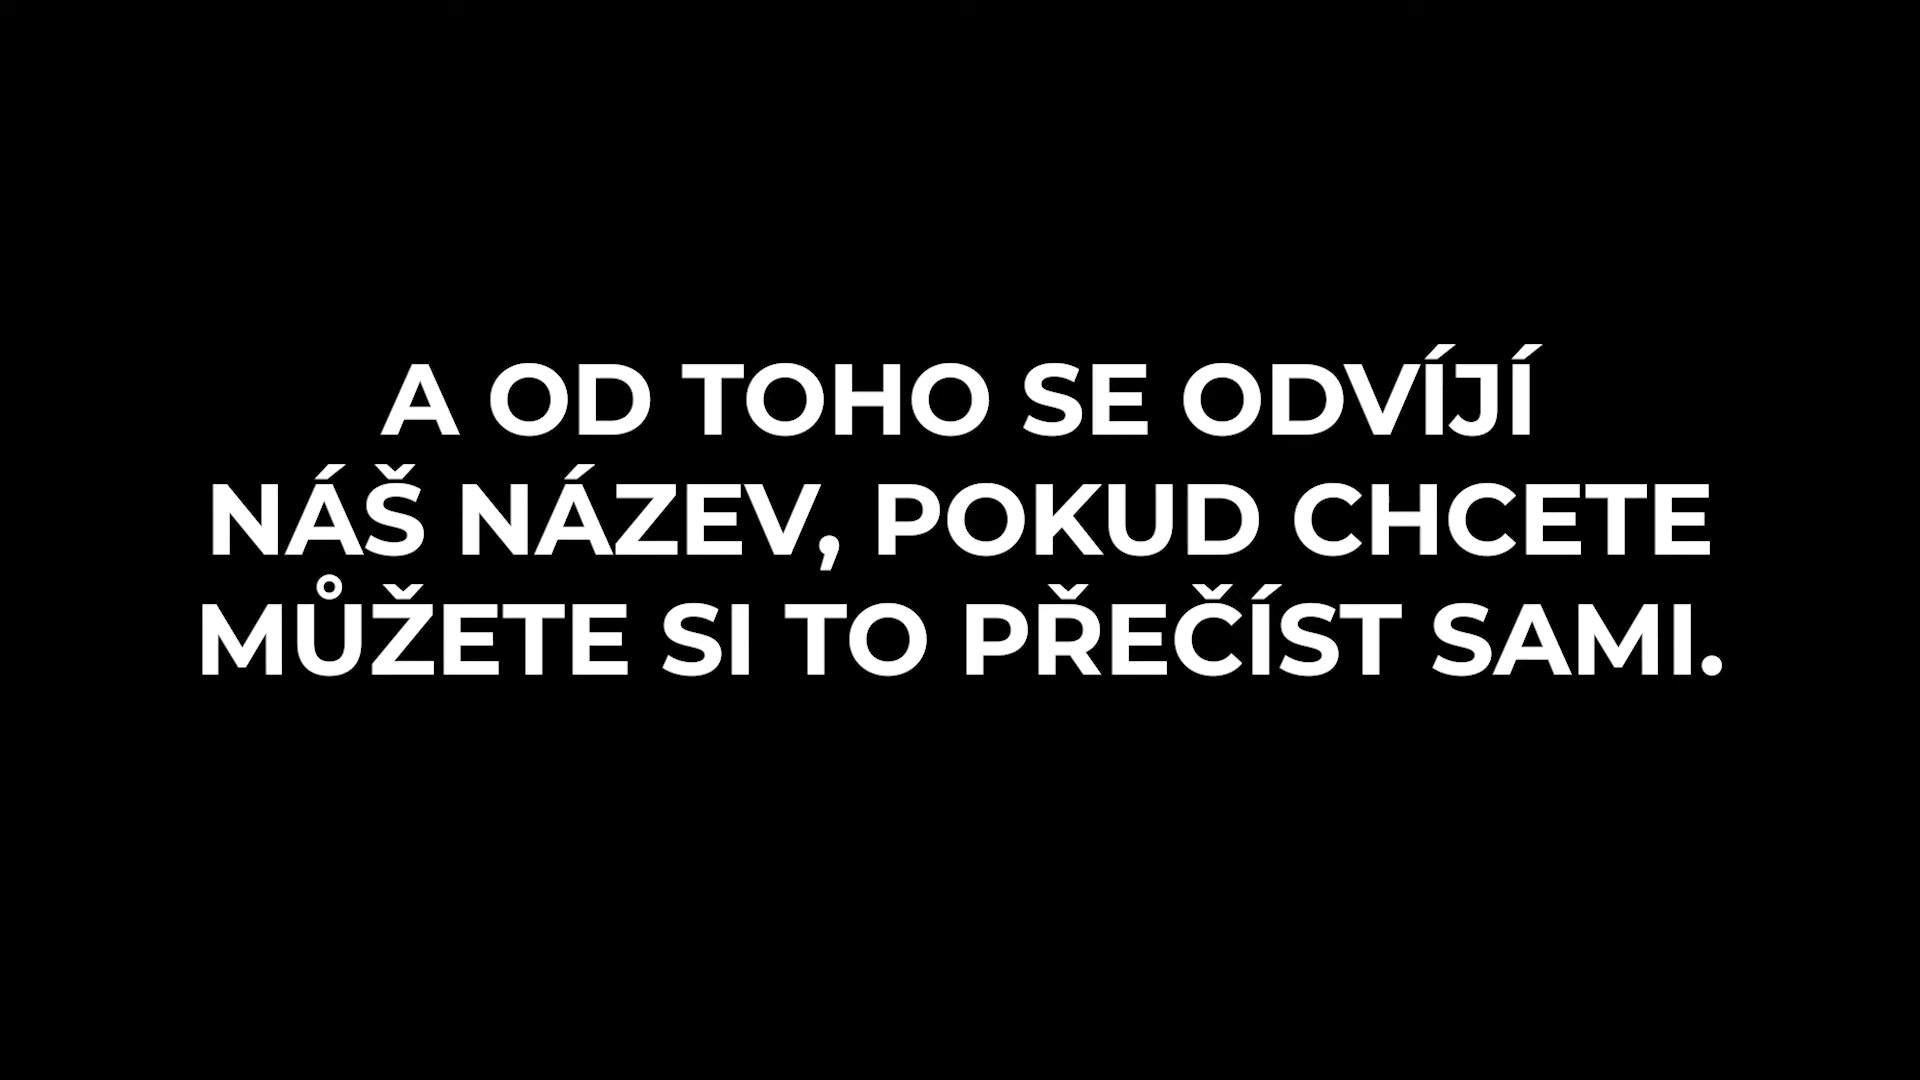 A OD TOHO SE ODVÍJÍ
NÁŠ NÁZEV, POKUD CHCETE
MŮŽETE SI TO PŘEČÍST SAMI.